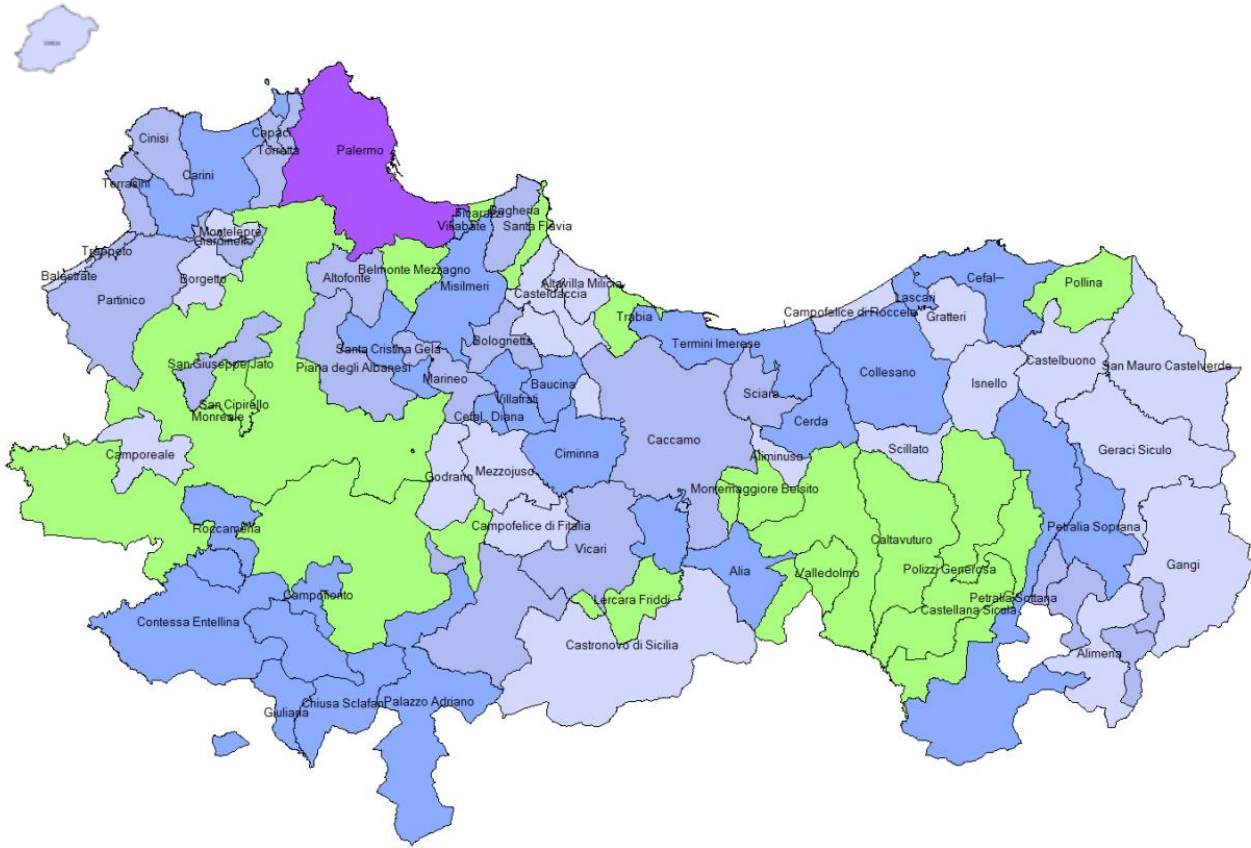 Cinisi
Capaci
Torretta
Palermo
Carini
Terrasini
Ficarazzi
Bagheria
Villabate
Santa Flavia
Montelepre
Giardinello
Trappeto
Balestrate
Borgetto
Partinico
Altofonte
Belmonte Mezzagno
Misilmeri
Altavilla Milicia
Casteldaccia
Cefal
Pollina
Lascari
Campofelice di Roccella
Gratteri
Trabia
Termini Imerese
Santa Cristina Gela
Bolognetta
San Giuseppe Jato
Piana degli Albanesi
Marineo
Baucina
Villafrati
Castelbuono
San Mauro Castelverde
Collesano
Isnello
Sciara
San Cipirello
Monreale
Cefal_Diana
Cerda
Caccamo
Ciminna
Camporeale
Godrano
Mezzojuso
Aliminusa
Scillato
Geraci Siculo
Montemaggiore Belsito
Roccamena
Campofelice di Fitalia
Vicari
Petralia Soprana
Caltavuturo
Alia
Valledolmo
Polizzi Generosa
Gangi
Campofiorito
Lercara Friddi
Petralia Sottana
Castellana Sicula
Contessa Entellina
Castronovo di Sicilia
Alimena
Giuliana
Chiusa Sclafan
Palazzo Adriano